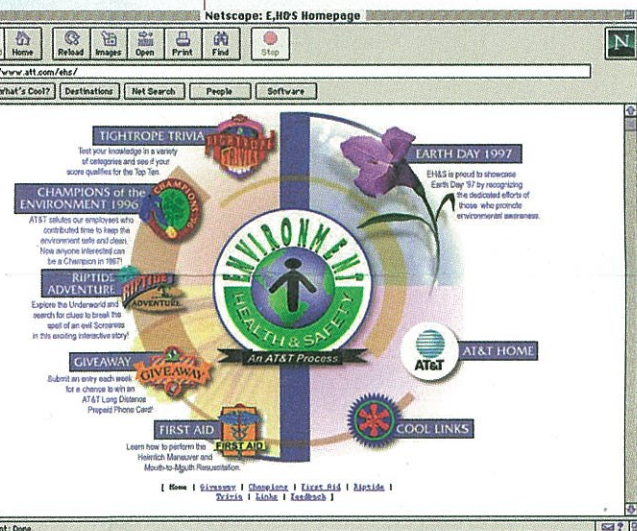 Netscape: E,H&S Homepage
Home Reload Images Open Print Find Stop
N
/www.att.com/ehs/
What's Cool? Destinations Net Search People Software
TIGHTROPE TRIVIA
Test your knowledge in a variety
of categories and see if your
score qualifies for the Top Ten.
TIGHTROPE
TRIVIA
CHAMPIONS of the
ENVIRONMENT 1996
AT&T salutes our employees who
contributed time to keep the
environment safe and clean.
Now anyone interested can
be a Champion in 1997!
CHAMPIONS
RIPTIDE
ADVENTURE
Explore the Underworld and
search for clues to break the
spell of an evil Sorceress
in this exciting interactive story!
RIPTIDE
ADVENTURE
GIVEAWAY
Submit an entry each week
for a chance to win an
AT&T Long Distance
Prepaid Phone Card!
GIVEAWAY
FIRST AID
Learn how to perform the
Heimlich Maneuver and
Mouth-to-Mouth Resuscitation.
FIRST AID
ENVIRONMENT
HEALTH & SAFETY
An AT&T Process
EARTH DAY 1997
EH&S is proud to showcase
Earth Day '97 by recognizing
the dedicated efforts of
those who promote
environmental awareness.
AT&T
AT&T HOME
COOL LINKS
[ Home | Giveaway | Champions | First Aid | Riptide |
Trivia | Links | Feedback ]
nt: Done.